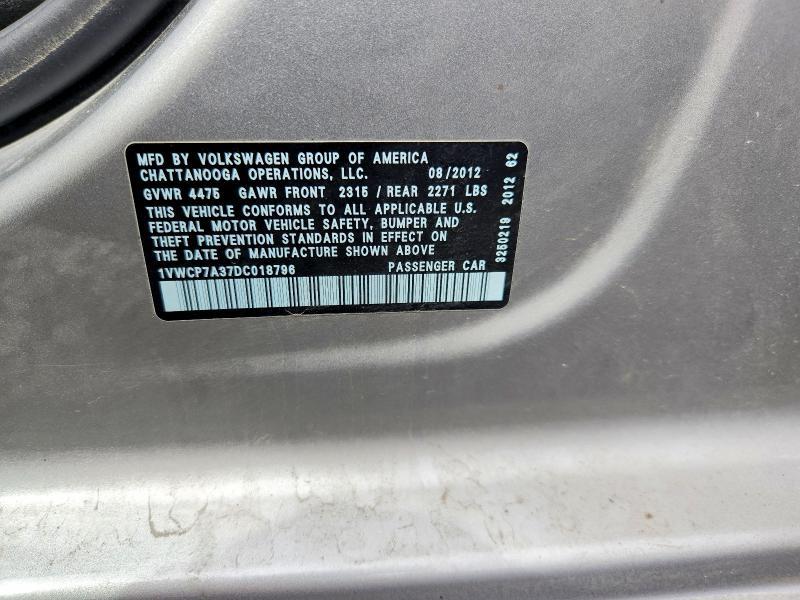 MFD BY VOLKSWAGEN GROUP OF AMERICA
CHATTANOOGA OPERATIONS, LLC. 08/2012
GVWR 4475 GAWR FRONT 2315 / REAR 2271 LBS
THIS VEHICLE CONFORMS TO ALL APPLICABLE U.S.
FEDERAL MOTOR VEHICLE SAFETY, BUMPER AND
THEFT PREVENTION STANDARDS IN EFFECT ON
THE DATE OF MANUFACTURE SHOWN ABOVE
1VWCP7A37DC018796 PASSENGER CAR
3250219 2012 62